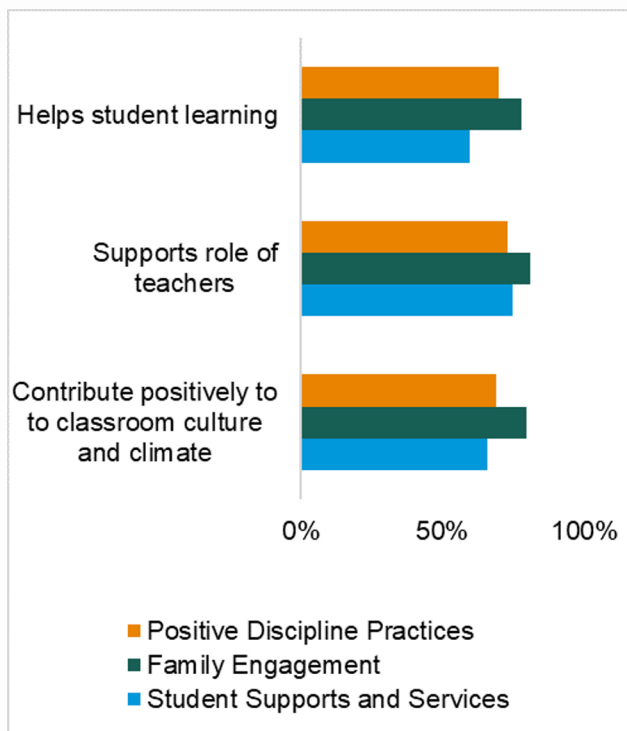 Helps student learning
Supports role of
teachers
Contribute positively to
to classroom culture
and climate
0%
50%
100%
Positive Discipline Practices
Family Engagement
Student Supports and Services